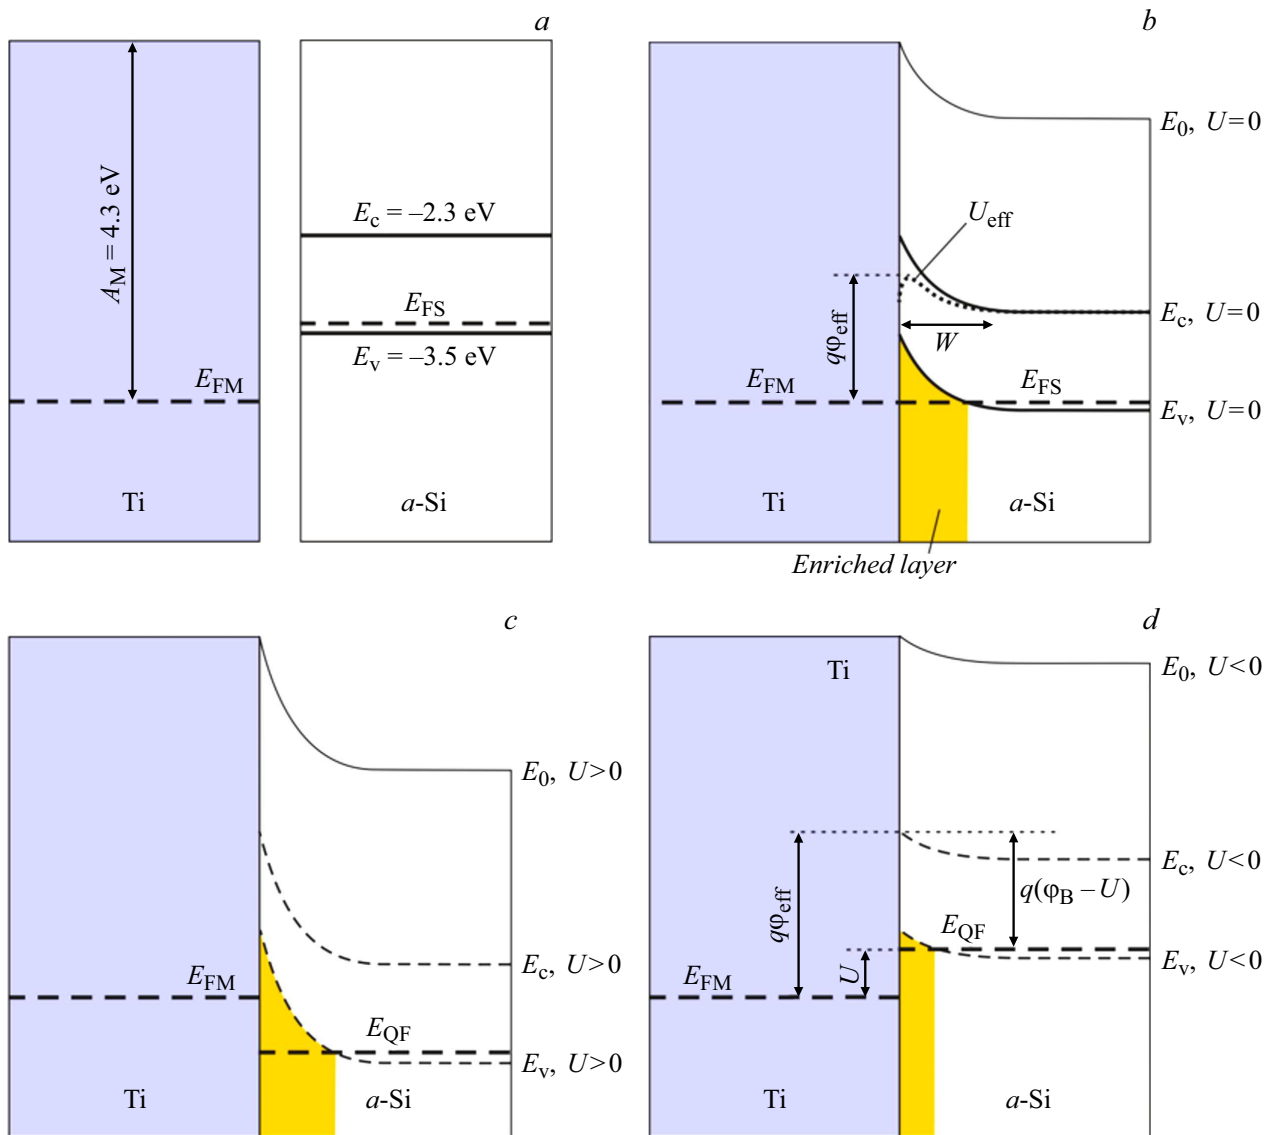 a
A_M = 4.3 eV
E_FM
Ti
E_c = –2.3 eV
E_FS
E_v = –3.5 eV
a-Si
b
E_0, U=0
U_eff
qφ_eff
W
E_c, U=0
E_FM
E_FS
E_v, U=0
Ti
a-Si
Enriched layer
c
E_0, U>0
E_c, U>0
E_FM
E_QF
E_v, U>0
Ti
a-Si
d
Ti
E_0, U<0
E_c, U<0
qφ_eff
q(φ_B – U)
E_QF
E_v, U<0
U
E_FM
Ti
a-Si